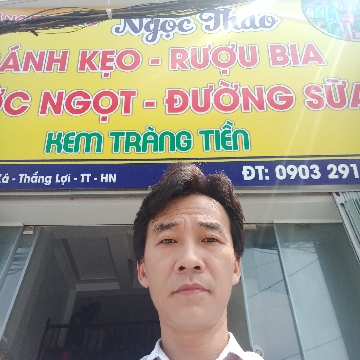 Ngọc Thảo
ÁNH KẸO - RƯỢU BIA
ỚC NGỌT - ĐƯỜNG SỮA
KEM TRÀNG TIỀN
Xá - Thắng Lợi - TT - HN
ĐT: 0903 291